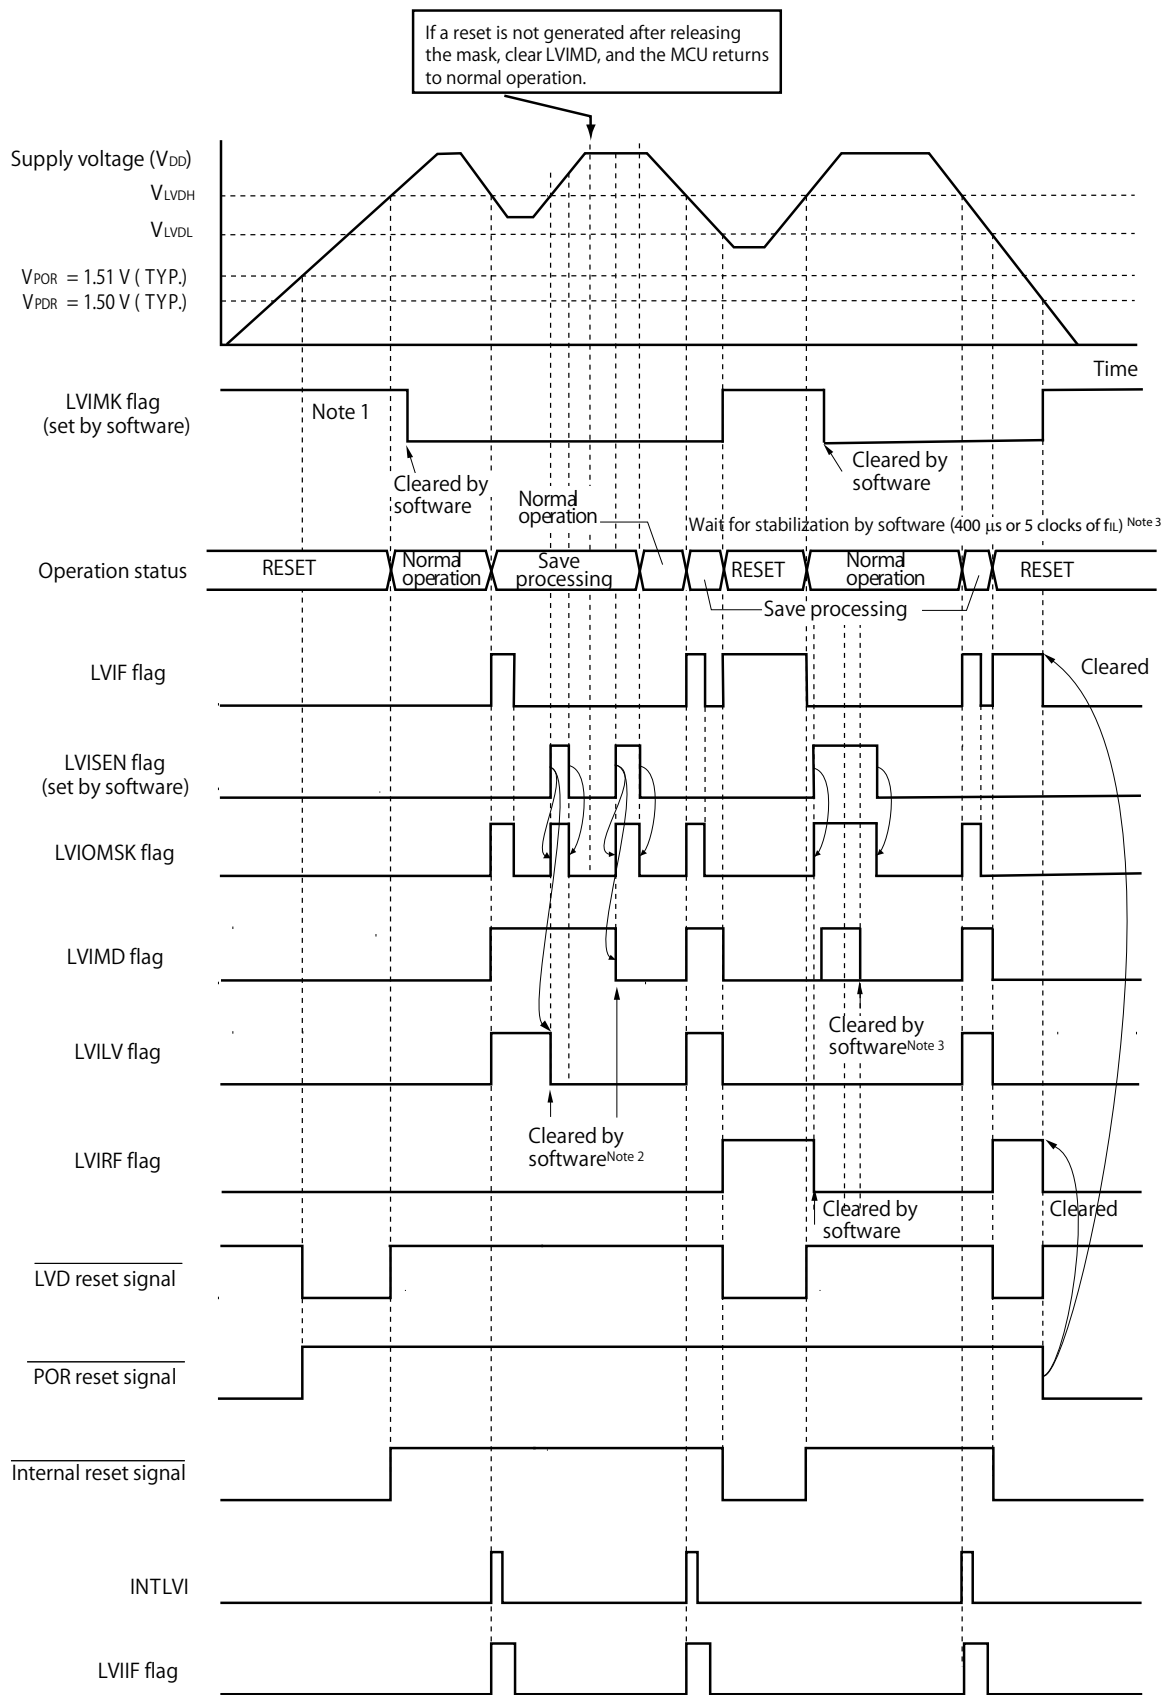 If a reset is not generated after releasing
the mask, clear LVIMD, and the MCU returns
to normal operation.
Supply voltage (VDD)
VLVDH
VLVDL
VPOR = 1.51 V ( TYP.)
VPDR = 1.50 V ( TYP.)
Time
LVIMK flag
(set by software)
Note 1
Cleared by
software
Cleared by
software
Normal
operation
Wait for stabilization by software (400 μs or 5 clocks of fIL) Note 3
Operation status
RESET
Normal
operation
Save
processing
RESET
Normal
operation
RESET
Save processing
LVIF flag
Cleared
LVISEN flag
(set by software)
LVIOMSK flag
LVIMD flag
Cleared by
software Note 3
LVILV flag
Cleared by
software Note 2
LVIRF flag
Cleared by
software
Cleared
LVD reset signal
POR reset signal
Internal reset signal
INTLVI
LVIIF flag